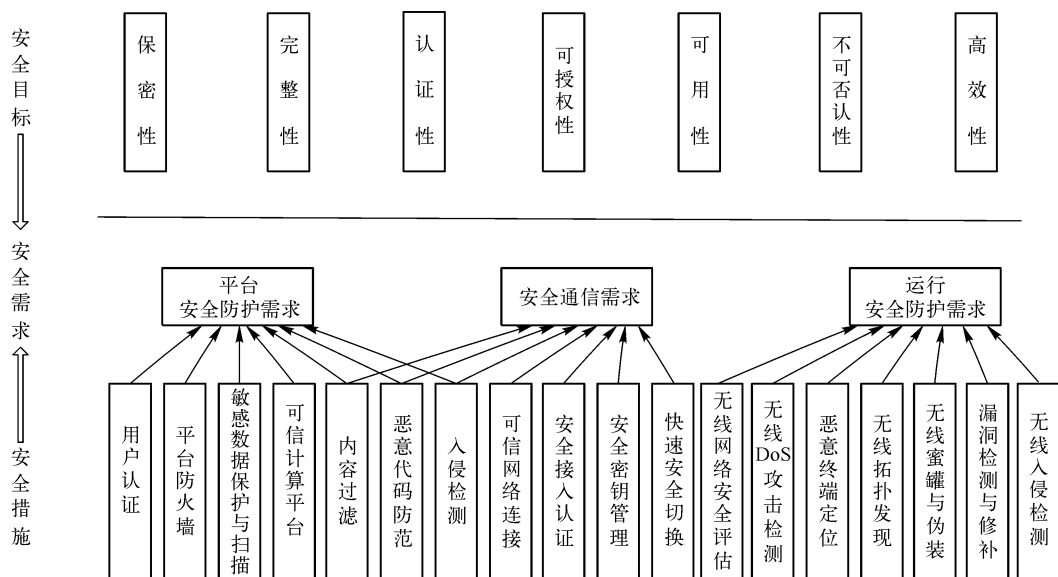 安全目标
保密性
完整性
认证性
可授权性
可用性
不可否认性
高效性
安全需求
平台
安全防护需求
安全通信需求
运行
安全防护需求
安全措施
用户认证
平台防火墙
敏感数据保护与扫描
可信计算平台
内容过滤
恶意代码防范
入侵检测
可信网络连接
安全接入认证
安全密钥管理
快速安全切换
无线网络安全评估
无线DoS攻击检测
恶意终端定位
无线拓扑发现
无线蜜罐与伪装
漏洞检测与修补
无线入侵检测